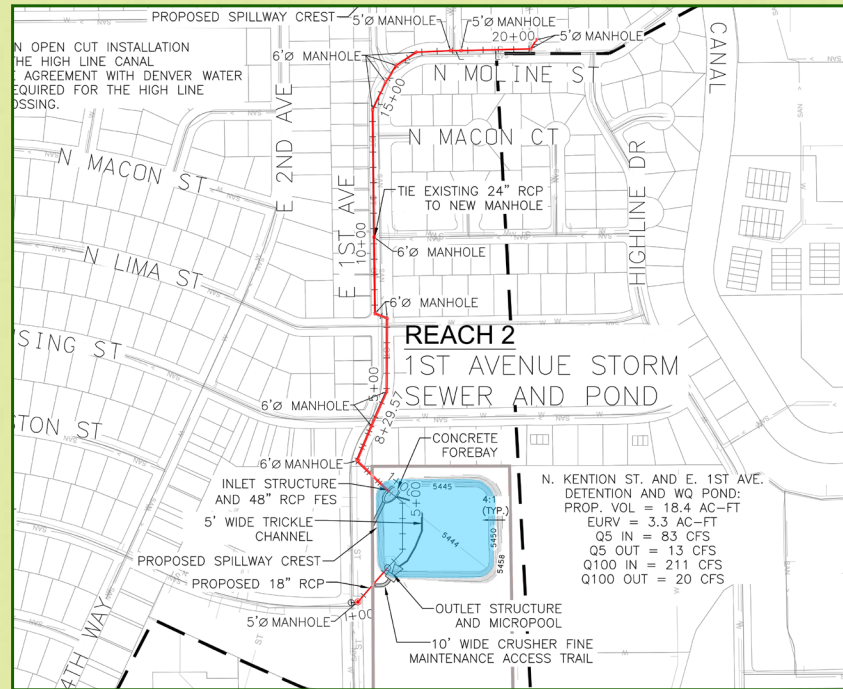 PROPOSED SPILLWAY CREST
5'Ø MANHOLE
5'Ø MANHOLE
20+00
5'Ø MANHOLE
N OPEN CUT INSTALLATION
THE HIGH LINE CANAL
AGREEMENT WITH DENVER WATER
EQUIRED FOR THE HIGH LINE
OSSING.
6'Ø MANHOLE
N MOLINE ST
CANAL
15+00
E 2ND AVE
N MACON CT
N MACON ST
HIGHLINE DR
E 1ST AVE
TIE EXISTING 24" RCP
TO NEW MANHOLE
10+00
6'Ø MANHOLE
N LIMA ST
6'Ø MANHOLE
REACH 2
1ST AVENUE STORM
SEWER AND POND
SING ST
5+00
6'Ø MANHOLE
8+29.57
TON ST
CONCRETE
FOREBAY
6'Ø MANHOLE
INLET STRUCTURE
AND 48" RCP FES
5445
4:1
(TYP.)
5+00
5' WIDE TRICKLE
CHANNEL
5444
5450
5458
N. KENTION ST. AND E. 1ST AVE.
DETENTION AND WQ POND:
PROP. VOL = 18.4 AC-FT
EURV = 3.3 AC-FT
Q5 IN = 83 CFS
Q5 OUT = 13 CFS
Q100 IN = 211 CFS
Q100 OUT = 20 CFS
PROPOSED SPILLWAY CREST
PROPOSED 18" RCP
OUTLET STRUCTURE
AND MICROPOOL
5'Ø MANHOLE
1+00
10' WIDE CRUSHER FINE
MAINTENANCE ACCESS TRAIL
4TH WAY
ST
ST